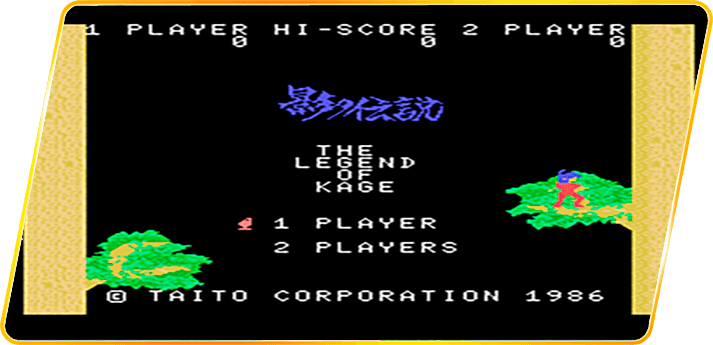 1 PLAYER HI-SCORE 2 PLAYER
0 0 0
影の伝説
THE
LEGEND
OF
KAGE
1 PLAYER
2 PLAYERS
© TAITO CORPORATION 1986